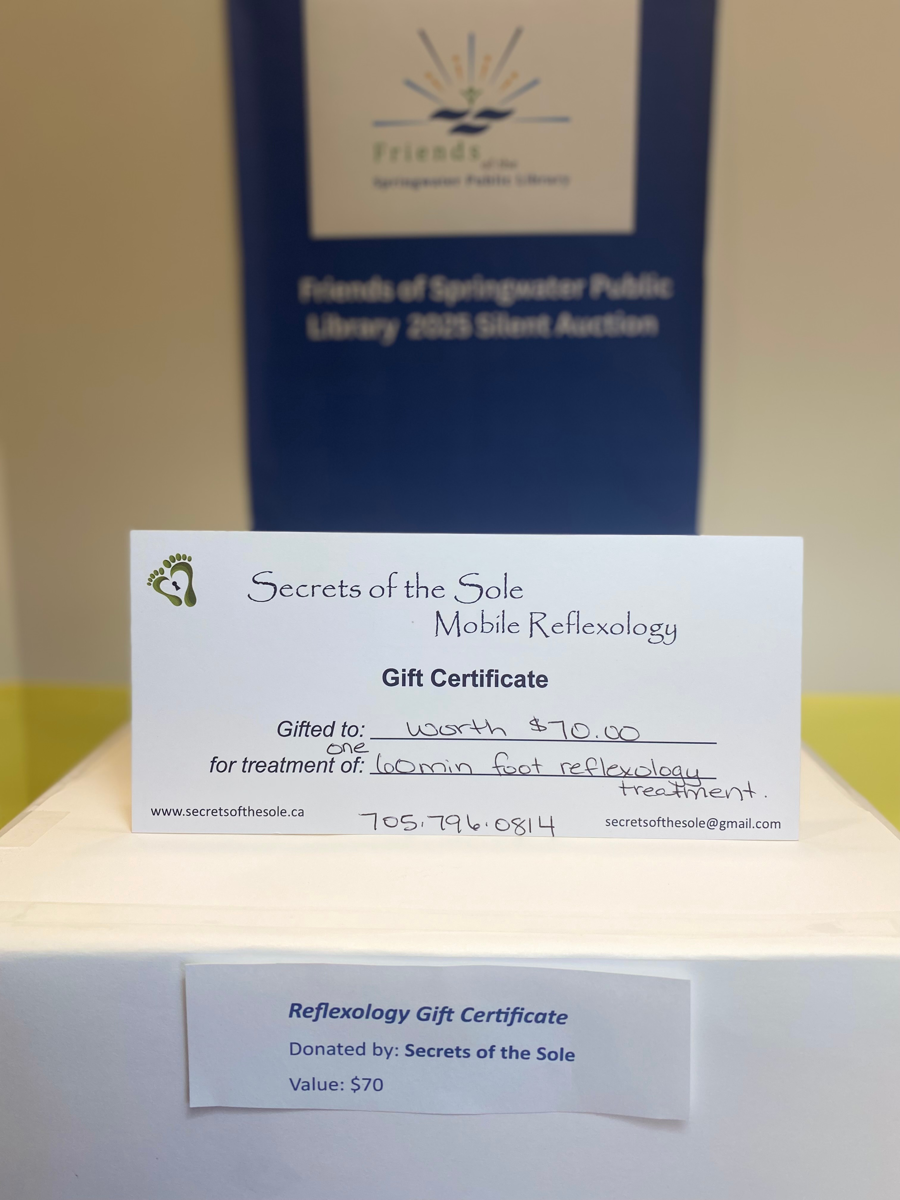 Friends
of the
Springwater Public Library
Friends of Springwater Public
Library 2025 Silent Auction
Secrets of the Sole
Mobile Reflexology
Gift Certificate
Gifted to: worth $70.00
one
for treatment of: 60min foot reflexology
treatment.
www.secretsofthesole.ca 705.796.0814 secretsofthesole@gmail.com
Reflexology Gift Certificate
Donated by: Secrets of the Sole
Value: $70